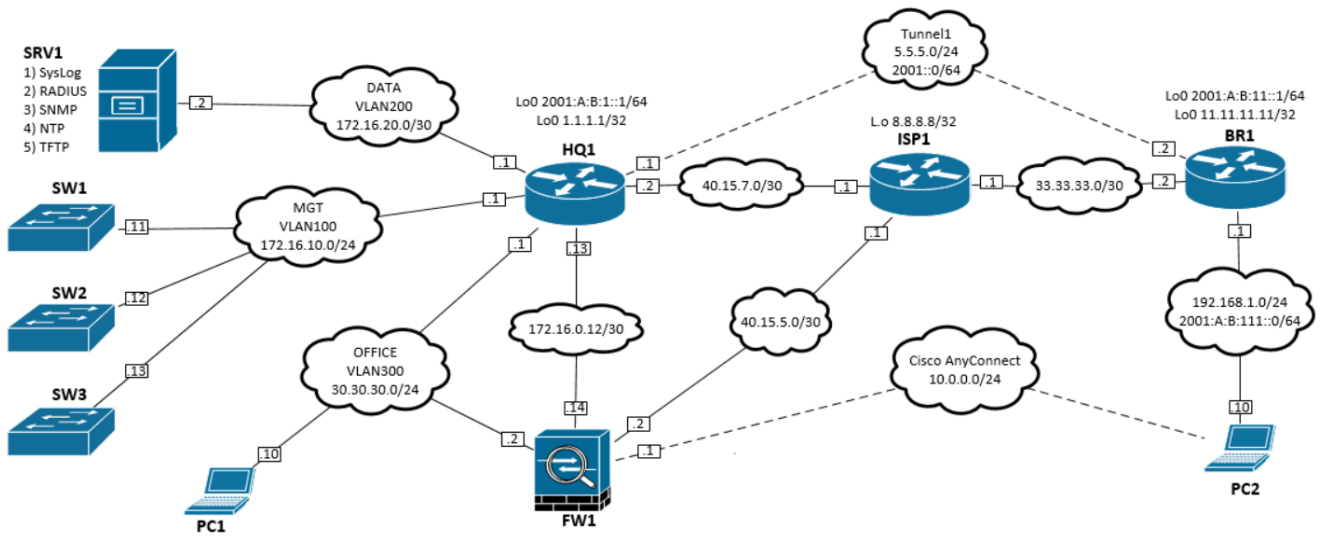 SRV1
1) SysLog
2) RADIUS
3) SNMP
4) NTP
5) TFTP
.2
DATA
VLAN200
172.16.20.0/30
.1
Lo0 2001:A:B:1::1/64
Lo0 1.1.1.1/32
HQ1
Tunnel1
5.5.5.0/24
2001::0/64
.1
.2
40.15.7.0/30
.1
L.o 8.8.8.8/32
ISP1
.1
33.33.33.0/30
.2
.2
Lo0 2001:A:B:11::1/64
Lo0 11.11.11.11/32
BR1
SW1
.11
MGT
VLAN100
172.16.10.0/24
.1
SW2
.12
SW3
.13
.1
.13
172.16.0.12/30
.14
.1
40.15.5.0/30
.2
.1
192.168.1.0/24
2001:A:B:111::0/64
.10
OFFICE
VLAN300
30.30.30.0/24
.10
.2
Cisco AnyConnect
10.0.0.0/24
.1
PC1
FW1
PC2